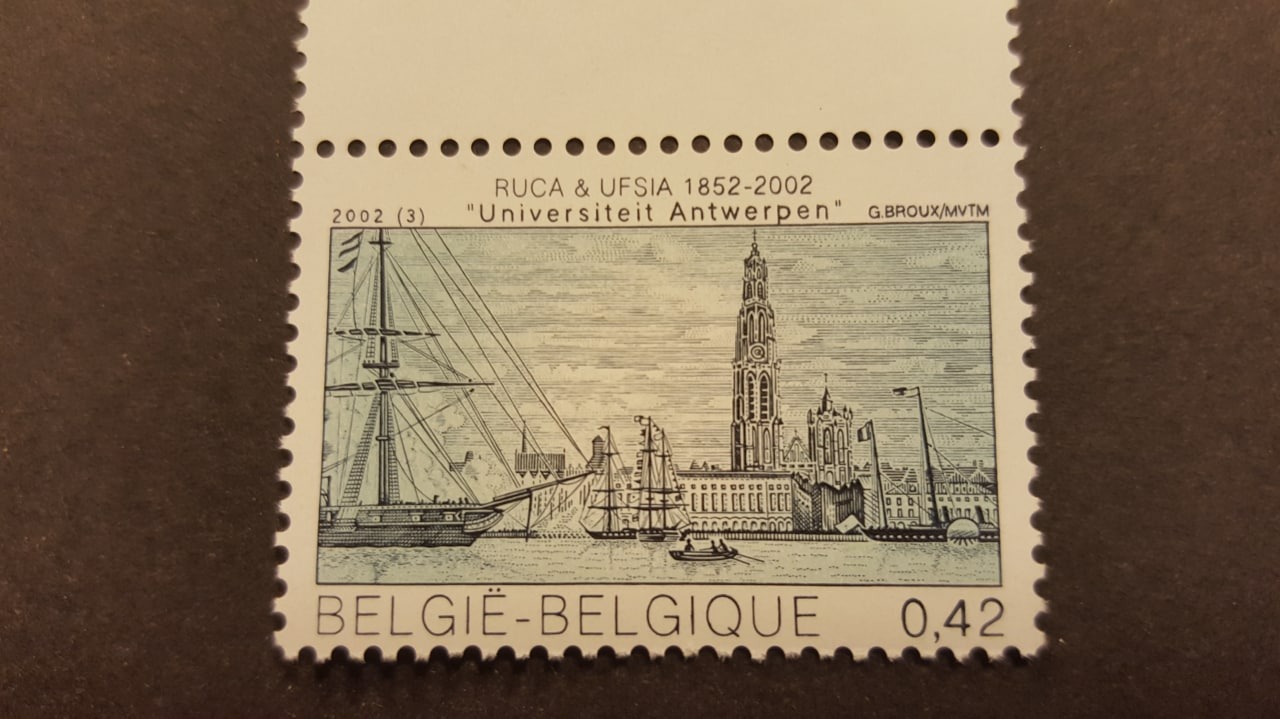 RUCA & UFSIA 1852-2002
2002 (3) "Universiteit Antwerpen" G.BROUX/MVTM
BELGIË-BELGIQUE 0,42